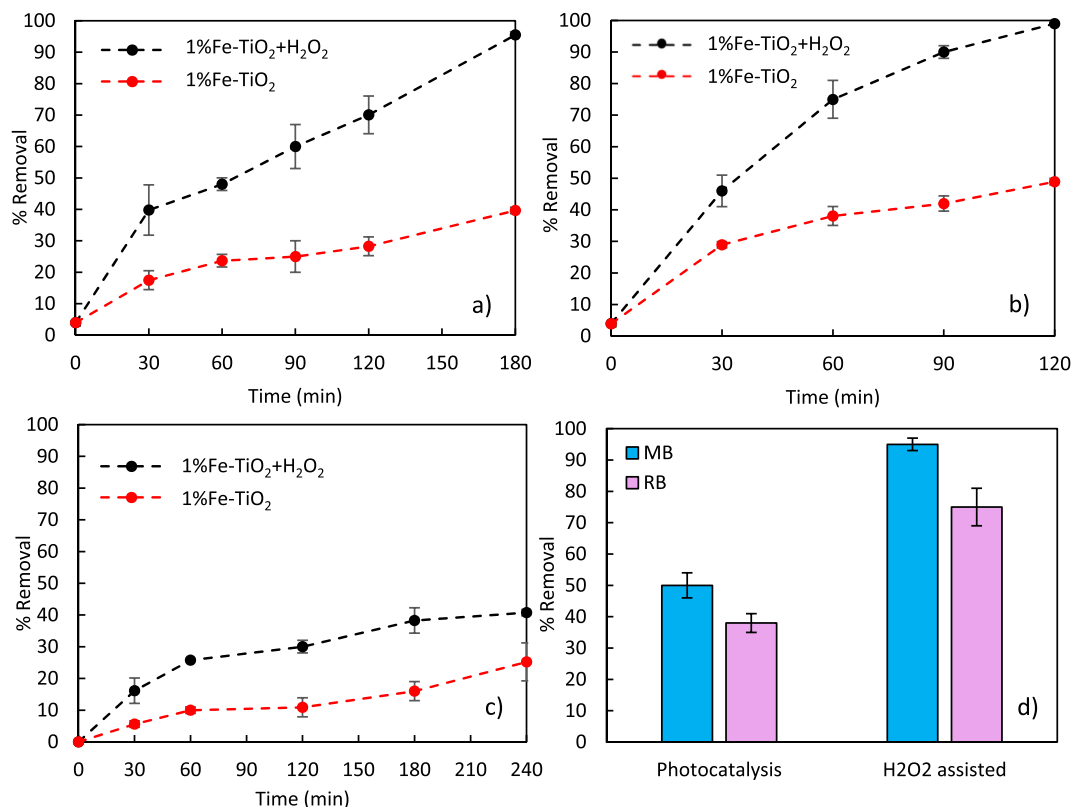 100
90
80
70
60
50
40
30
20
10
0
% Removal
1%Fe-TiO₂+H₂O₂
1%Fe-TiO₂
a)
0 30 60 90 120 150 180
Time (min)
100
90
80
70
60
50
40
30
20
10
0
% Removal
1%Fe-TiO₂+H₂O₂
1%Fe-TiO₂
b)
0 30 60 90 120
Time (min)
100
90
80
70
60
50
40
30
20
10
0
% Removal
1%Fe-TiO₂+H₂O₂
1%Fe-TiO₂
c)
0 30 60 90 120 150 180 210 240
Time (min)
100
90
80
70
60
50
40
30
20
10
0
% Removal
MB
RB
d)
Photocatalysis H2O2 assisted